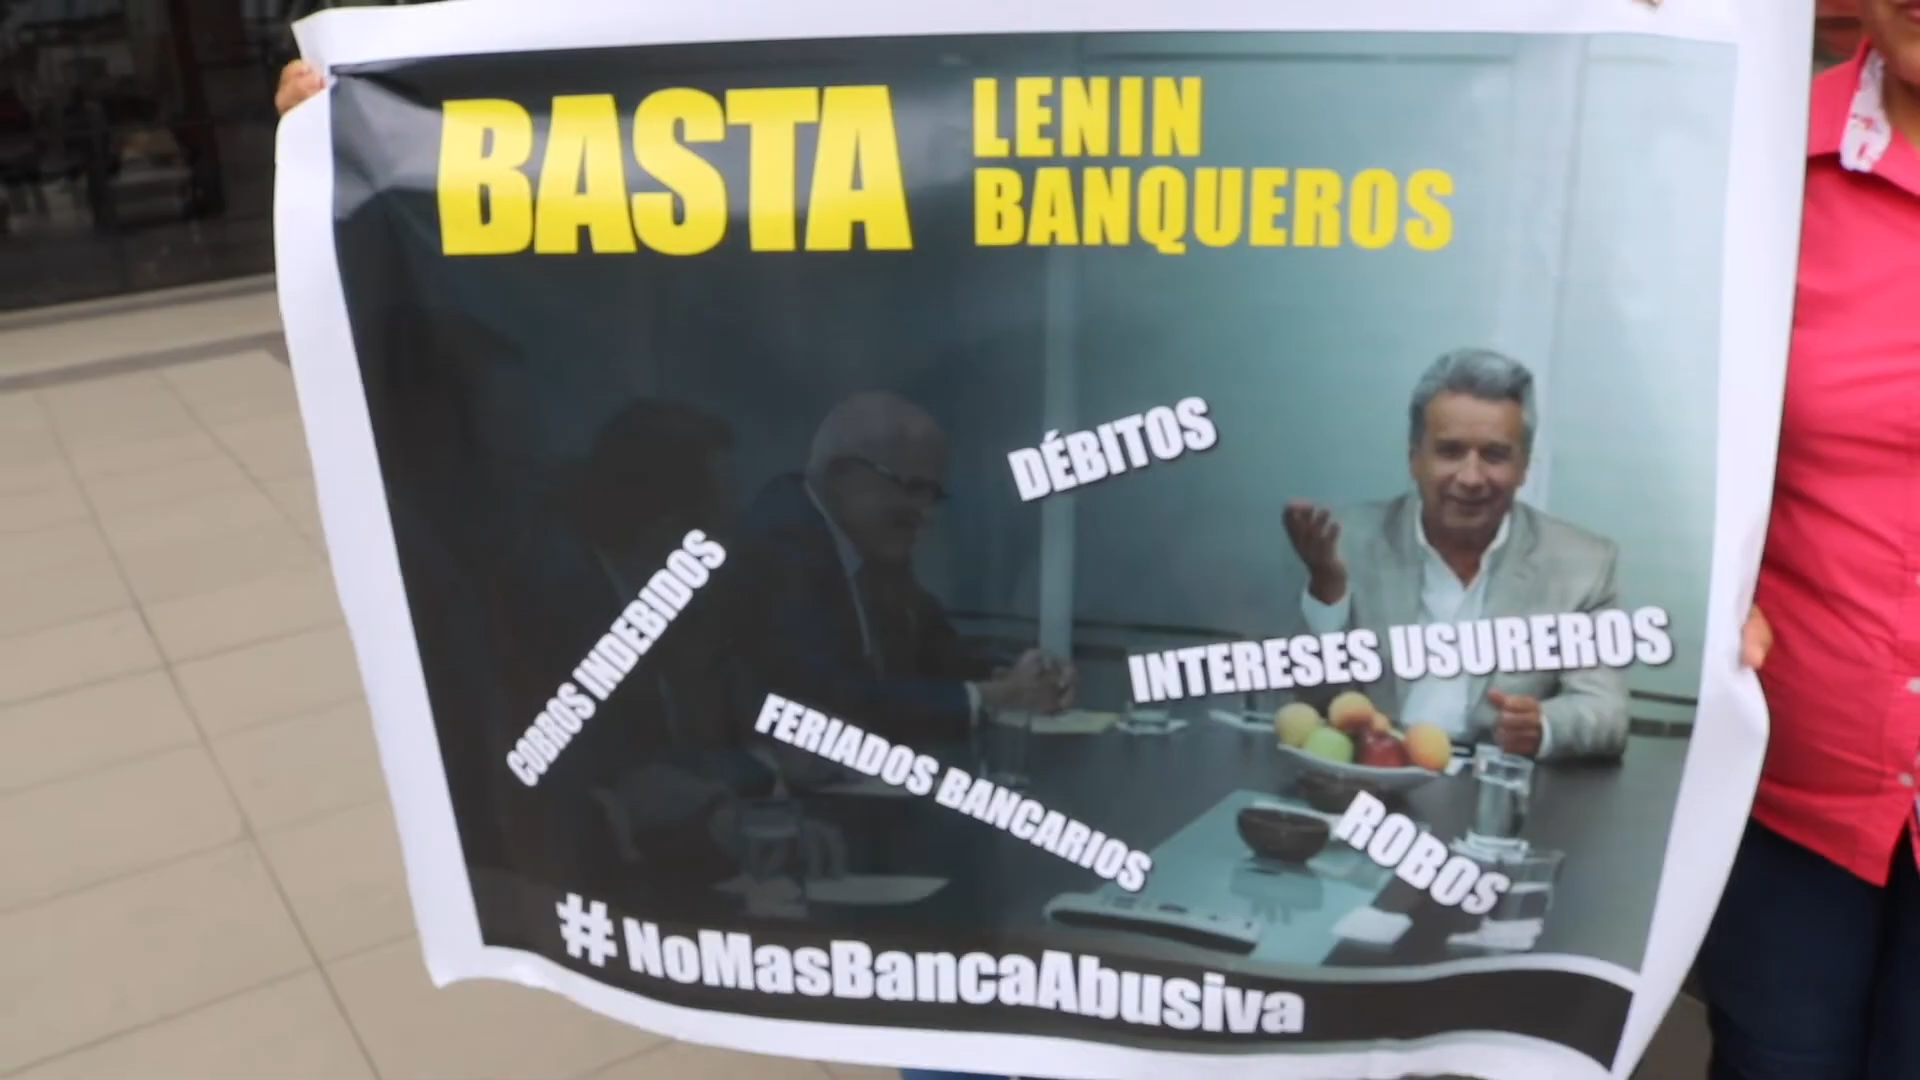 BASTA
LENIN
BANQUEROS
DÉBITOS
COBROS INDEBIDOS
INTERESES USUREROS
FERIADOS BANCARIOS
ROBOS
# NoMasBancaAbusiva